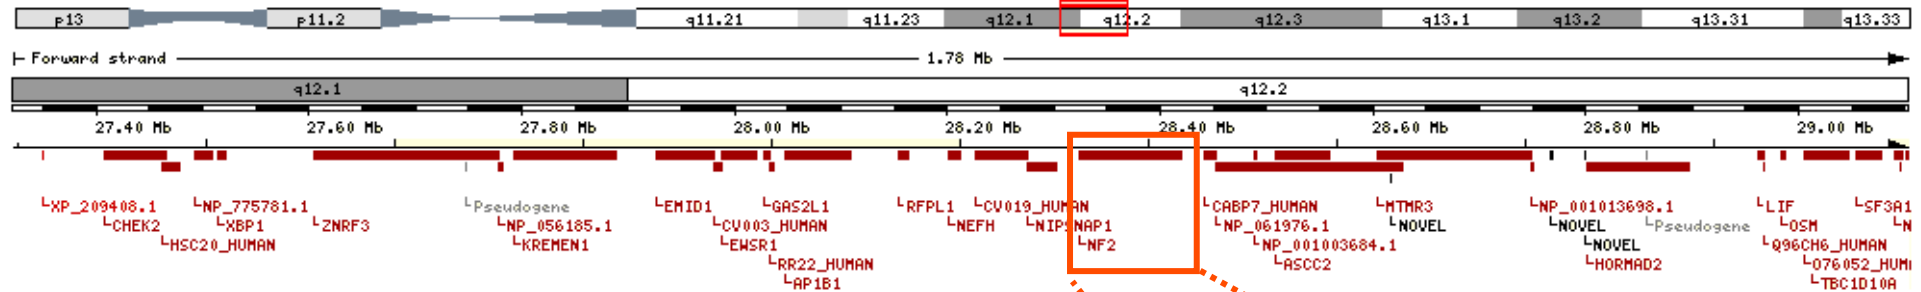 p13 p11.2 q11.21 q11.23 q12.1 q12.2 q12.3 q13.1 q13.2 q13.31 q13.33
Forward strand 1.78 Mb
q12.1 q12.2
27.40 Mb 27.60 Mb 27.80 Mb 28.00 Mb 28.20 Mb 28.40 Mb 28.60 Mb 28.80 Mb 29.00 Mb
XP_209408.1 NP_775781.1 Pseudogene EMID1 GAS2L1 RFPL1 CV019_HUMAN CABP7_HUMAN MTMR3 NP_001013698.1 LIF SF3A1
CHEK2 XBP1 ZNRF3 NP_056185.1 CV003_HUMAN NEFH NIPSNAP1 NP_061976.1 NOVEL NOVEL Pseudogene OSM N
HSC20_HUMAN KREMEN1 EWSR1 NF2 NP_001003684.1 NOVEL Q96CH6_HUMAN
RR22_HUMAN ASCC2 HORMAD2 O76052_HUM
AP1B1 TBC1D10A